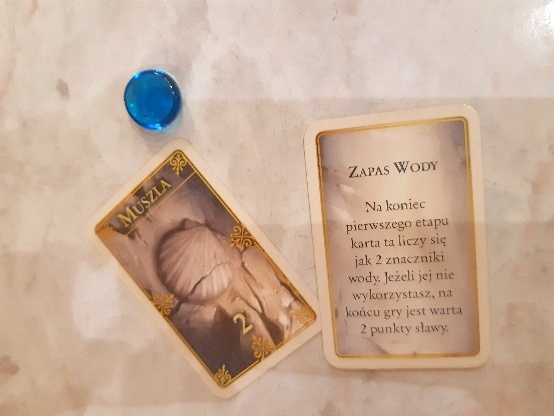 Muszla
2
Zapas Wody
Na koniec
pierwszego etapu
karta ta liczy się
jak 2 znaczniki
wody. Jeżeli jej nie
wykorzystasz, na
końcu gry jest warta
2 punkty sławy.